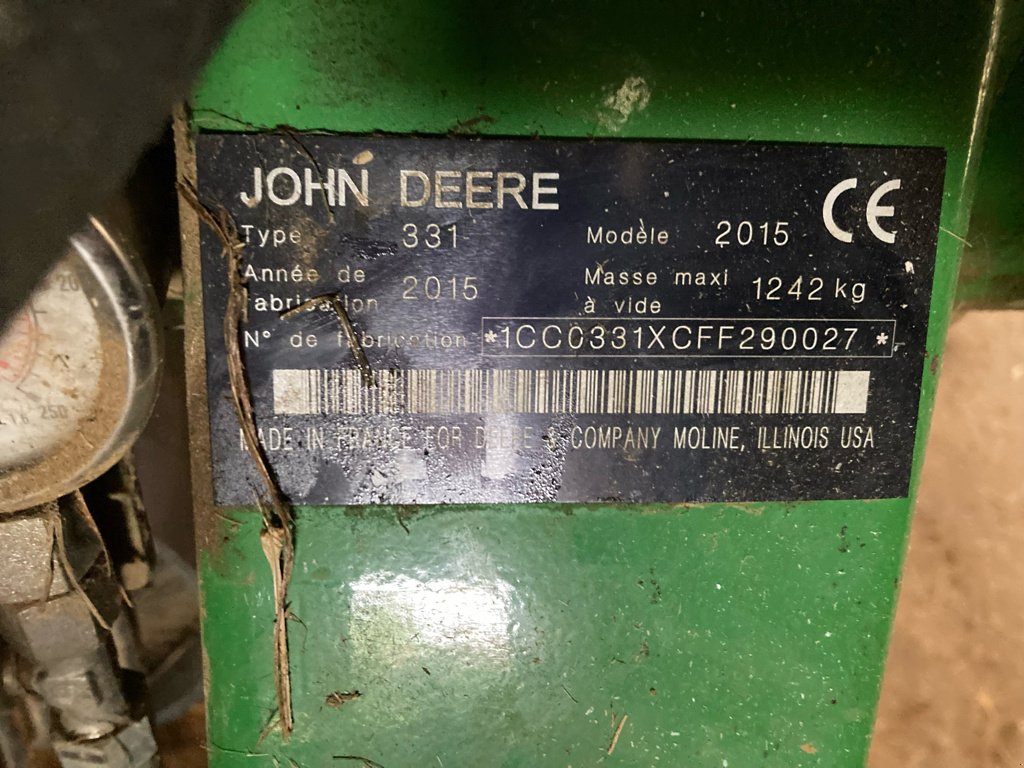 JOHN DEERE CE
Type 331 Modèle 2015
Année de fabrication 2015 Masse maxi à vide 1242 kg
N° de fabrication *1CC0331XCFF290027*
MADE IN FRANCE FOR DEERE & COMPANY MOLINE, ILLINOIS USA
250